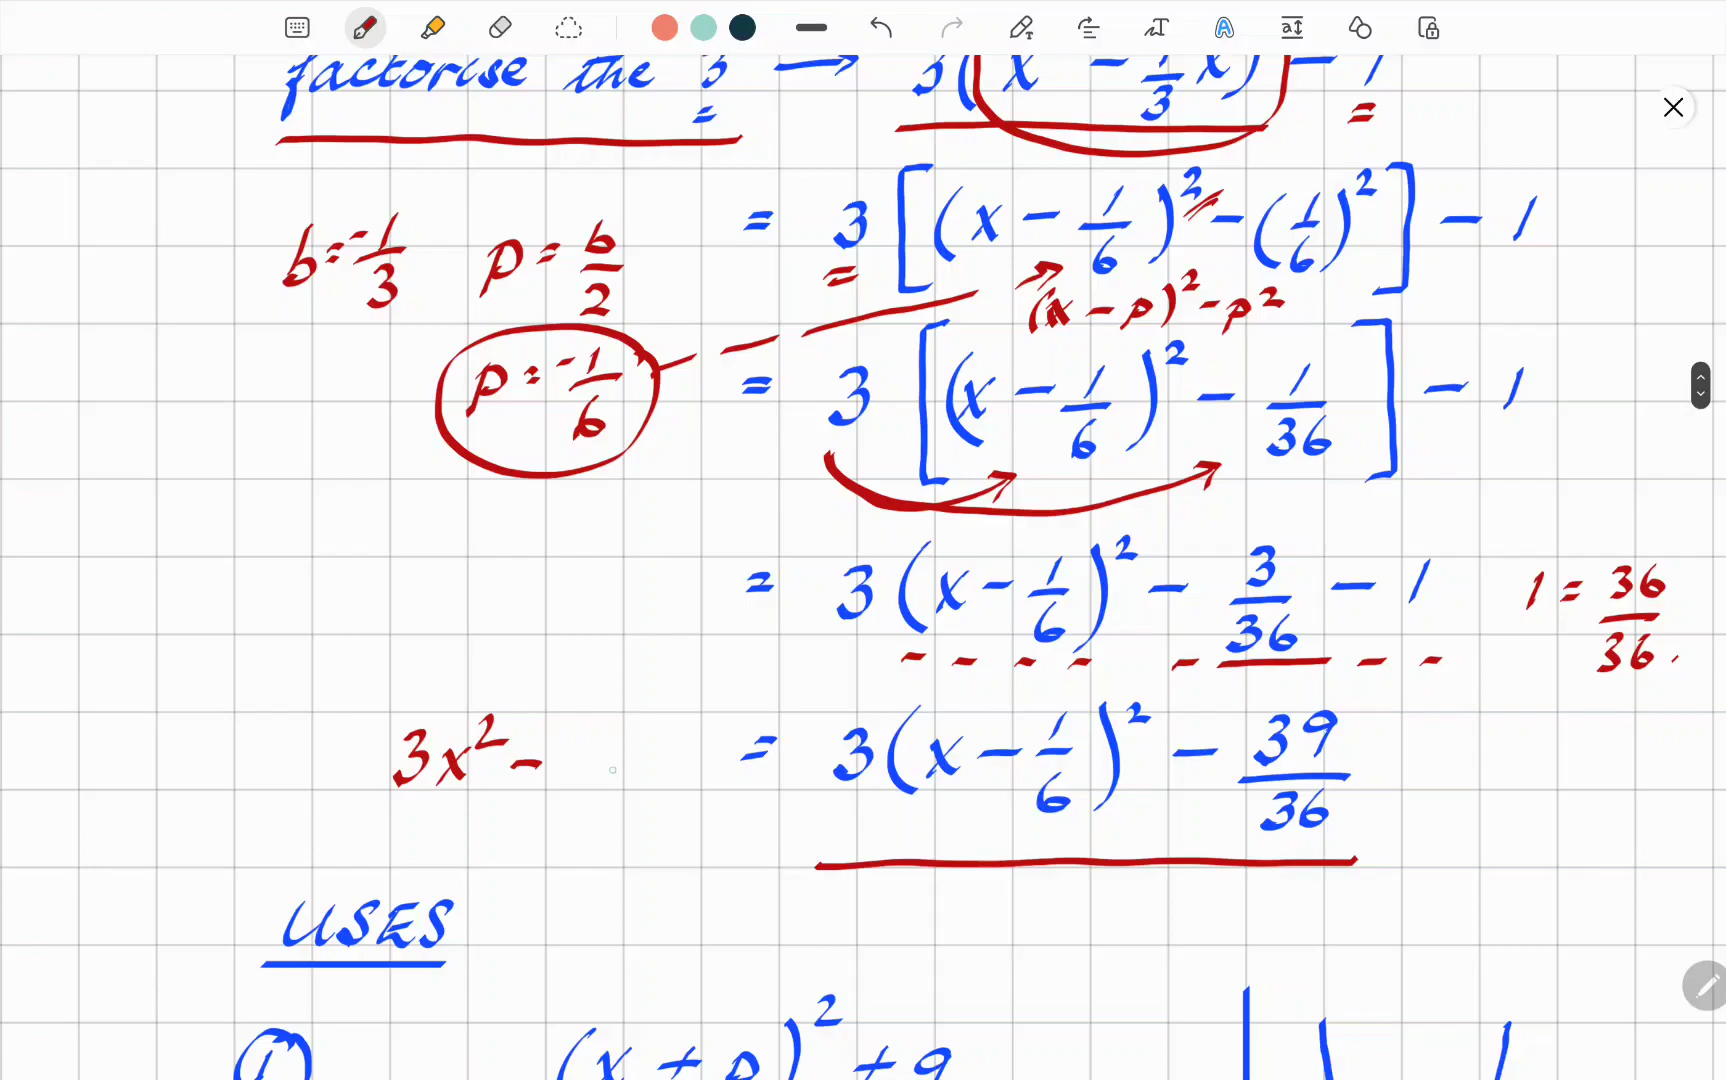 factorise the 3 → 3(x - 1/3 x) - 1
=
=
b = -1/3 p = b/2 = 3[(x - 1/6)² - (1/6)²] - 1
=
(x - p)² - p²
p = -1/6 = 3[(x - 1/6)² - 1/36] - 1
= 3(x - 1/6)² - 3/36 - 1 1 = 36/36.
3x² - = 3(x - 1/6)² - 39/36
USES
① (x + p)² + q